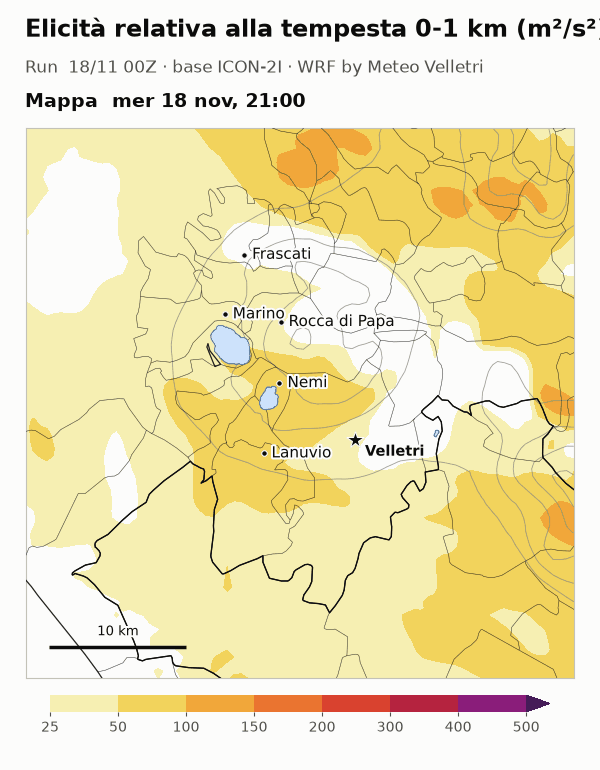 Elicità relativa alla tempesta 0-1 km (m²/s²)
Run 18/11 00Z · base ICON-2I · WRF by Meteo Velletri
Mappa mer 18 nov, 21:00
Frascati
Marino
Rocca di Papa
Nemi
Velletri
Lanuvio
10 km
25 50 100 150 200 300 400 500